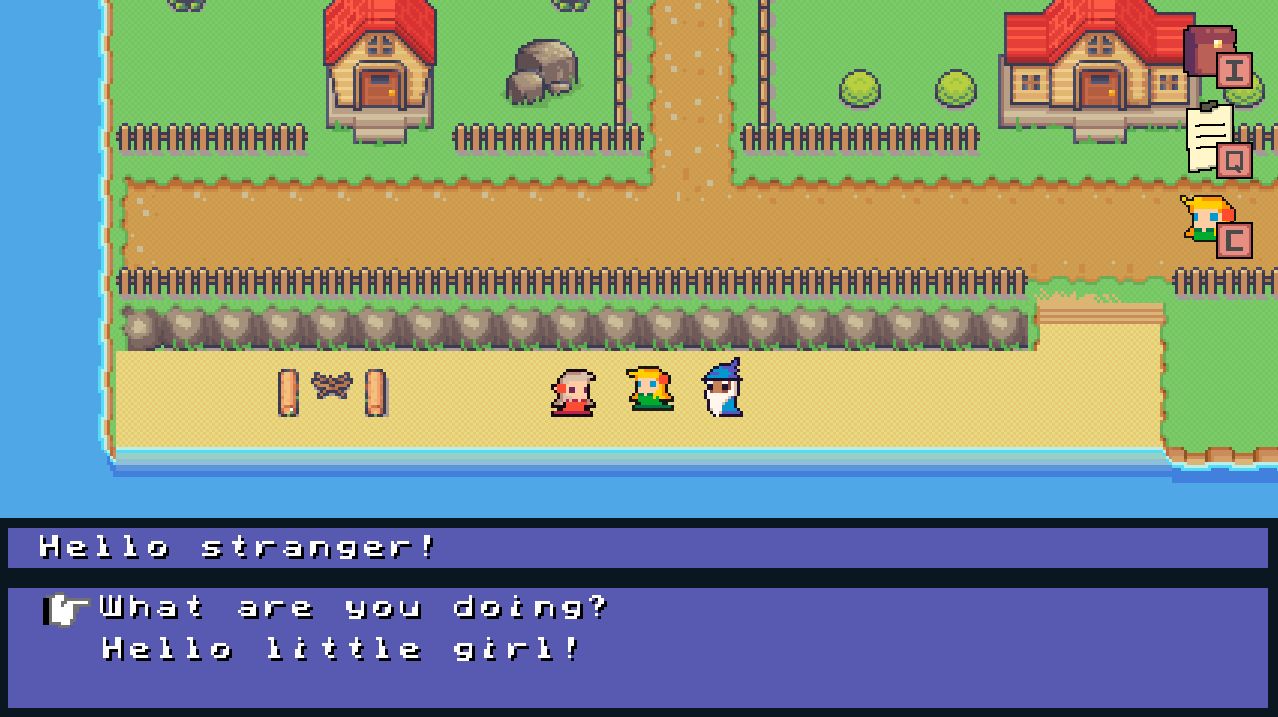 I
Q
C
Hello stranger!
What are you doing?
Hello little girl!